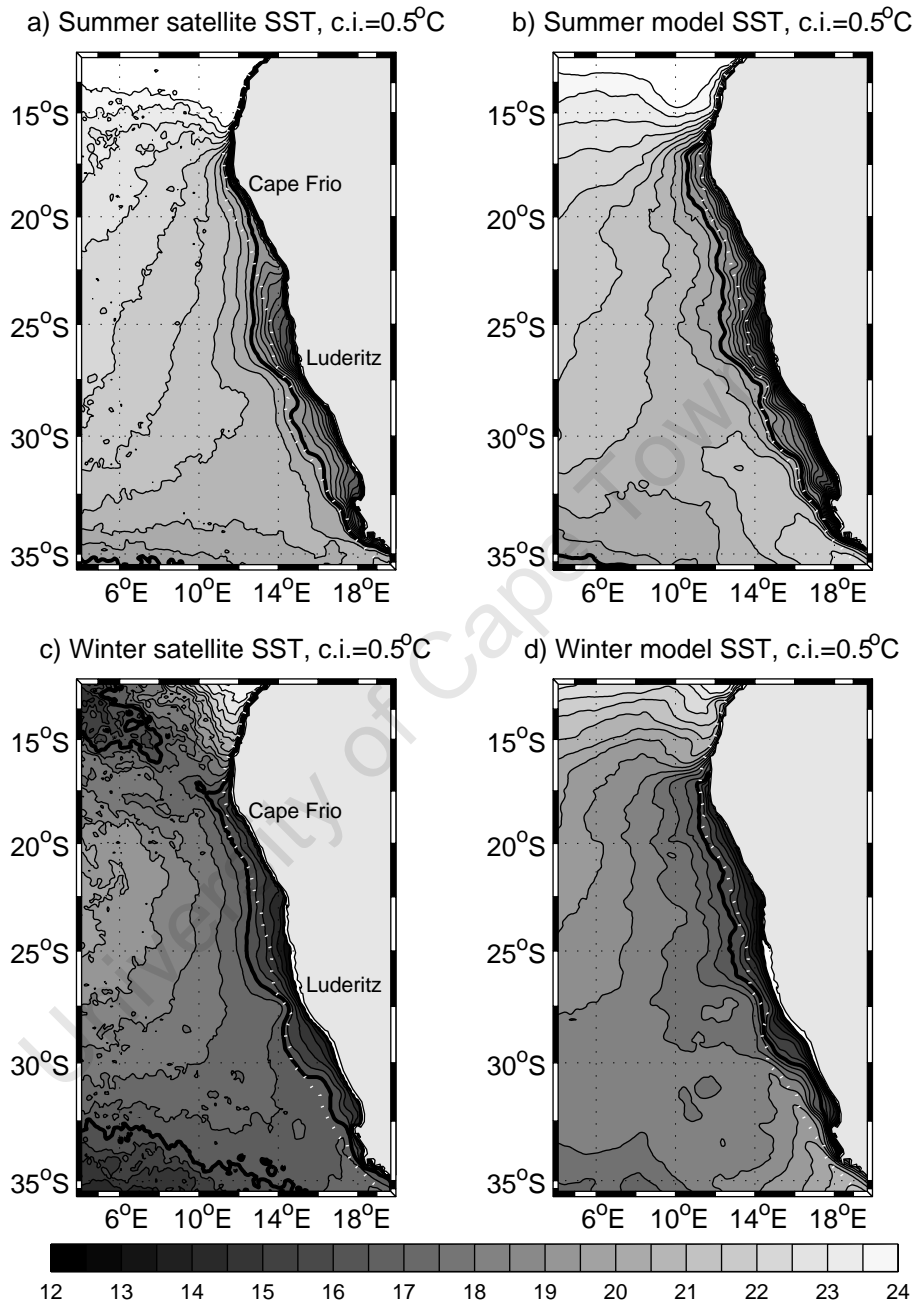 a) Summer satellite SST, c.i.=0.5°C
b) Summer model SST, c.i.=0.5°C
15°S
20°S
25°S
30°S
35°S
Cape Frio
Luderitz
6°E 10°E 14°E 18°E
15°S
20°S
25°S
30°S
35°S
6°E 10°E 14°E 18°E
c) Winter satellite SST, c.i.=0.5°C
d) Winter model SST, c.i.=0.5°C
15°S
20°S
25°S
30°S
35°S
Cape Frio
Luderitz
6°E 10°E 14°E 18°E
15°S
20°S
25°S
30°S
35°S
6°E 10°E 14°E 18°E
12 13 14 15 16 17 18 19 20 21 22 23 24
University of Cape Town